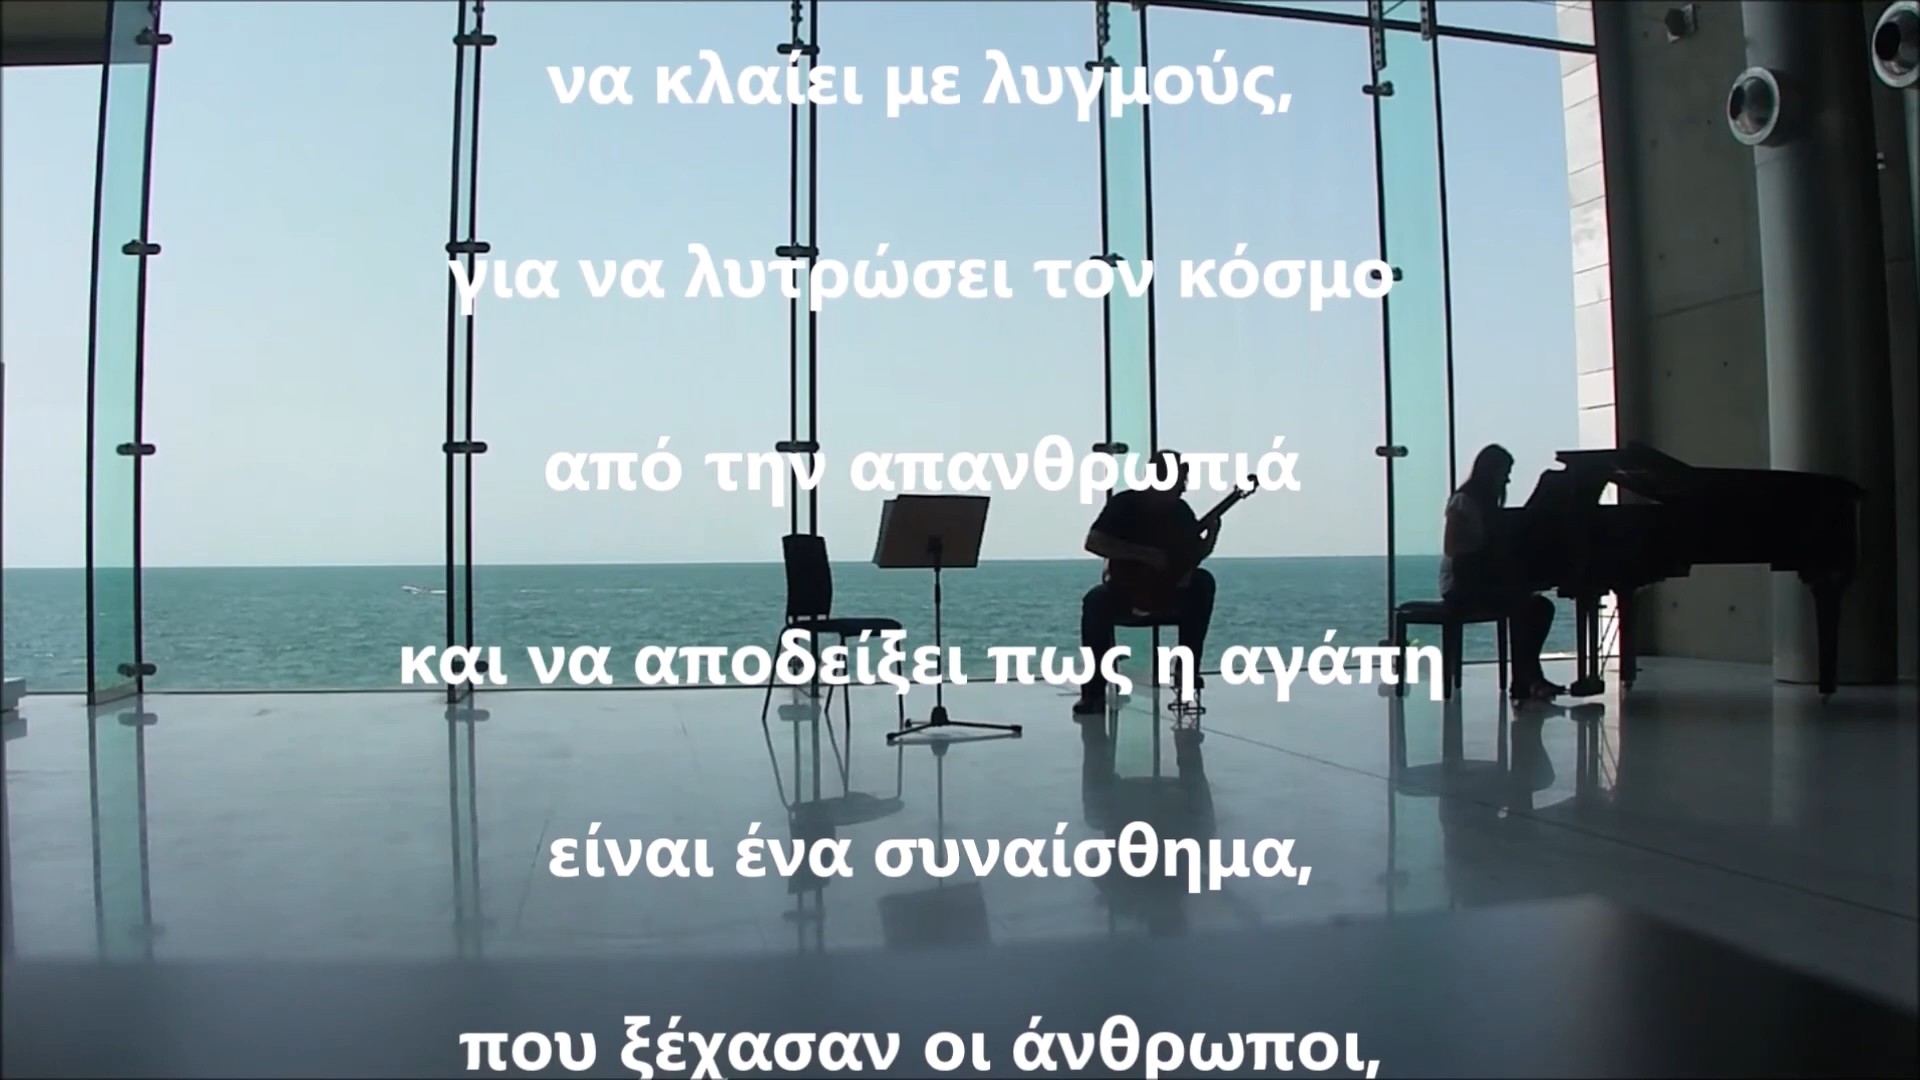 να κλαίει με λυγμούς,
για να λυτρώσει τον κόσμο
από την απανθρωπιά
και να αποδείξει πως η αγάπη
είναι ένα συναίσθημα,
που ξέχασαν οι άνθρωποι,